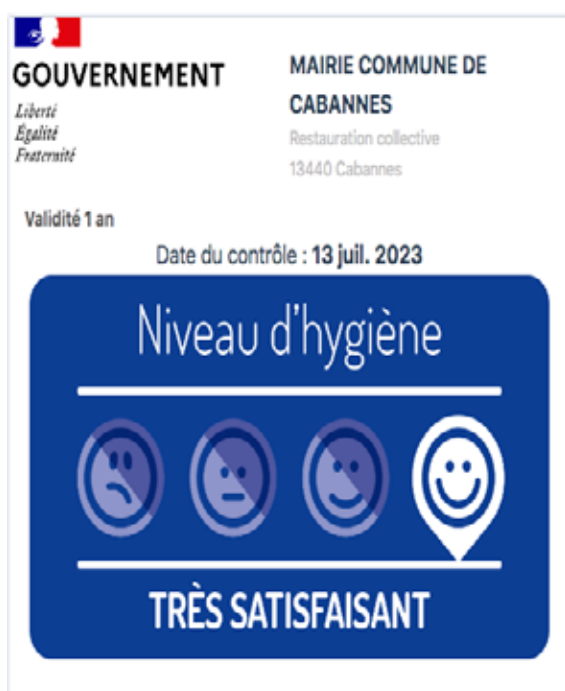 GOUVERNEMENT
Liberté
Égalité
Fraternité
MAIRIE COMMUNE DE
CABANNES
Restauration collective
13440 Cabannes
Validité 1 an
Date du contrôle : 13 juil. 2023
Niveau d'hygiène
TRÈS SATISFAISANT